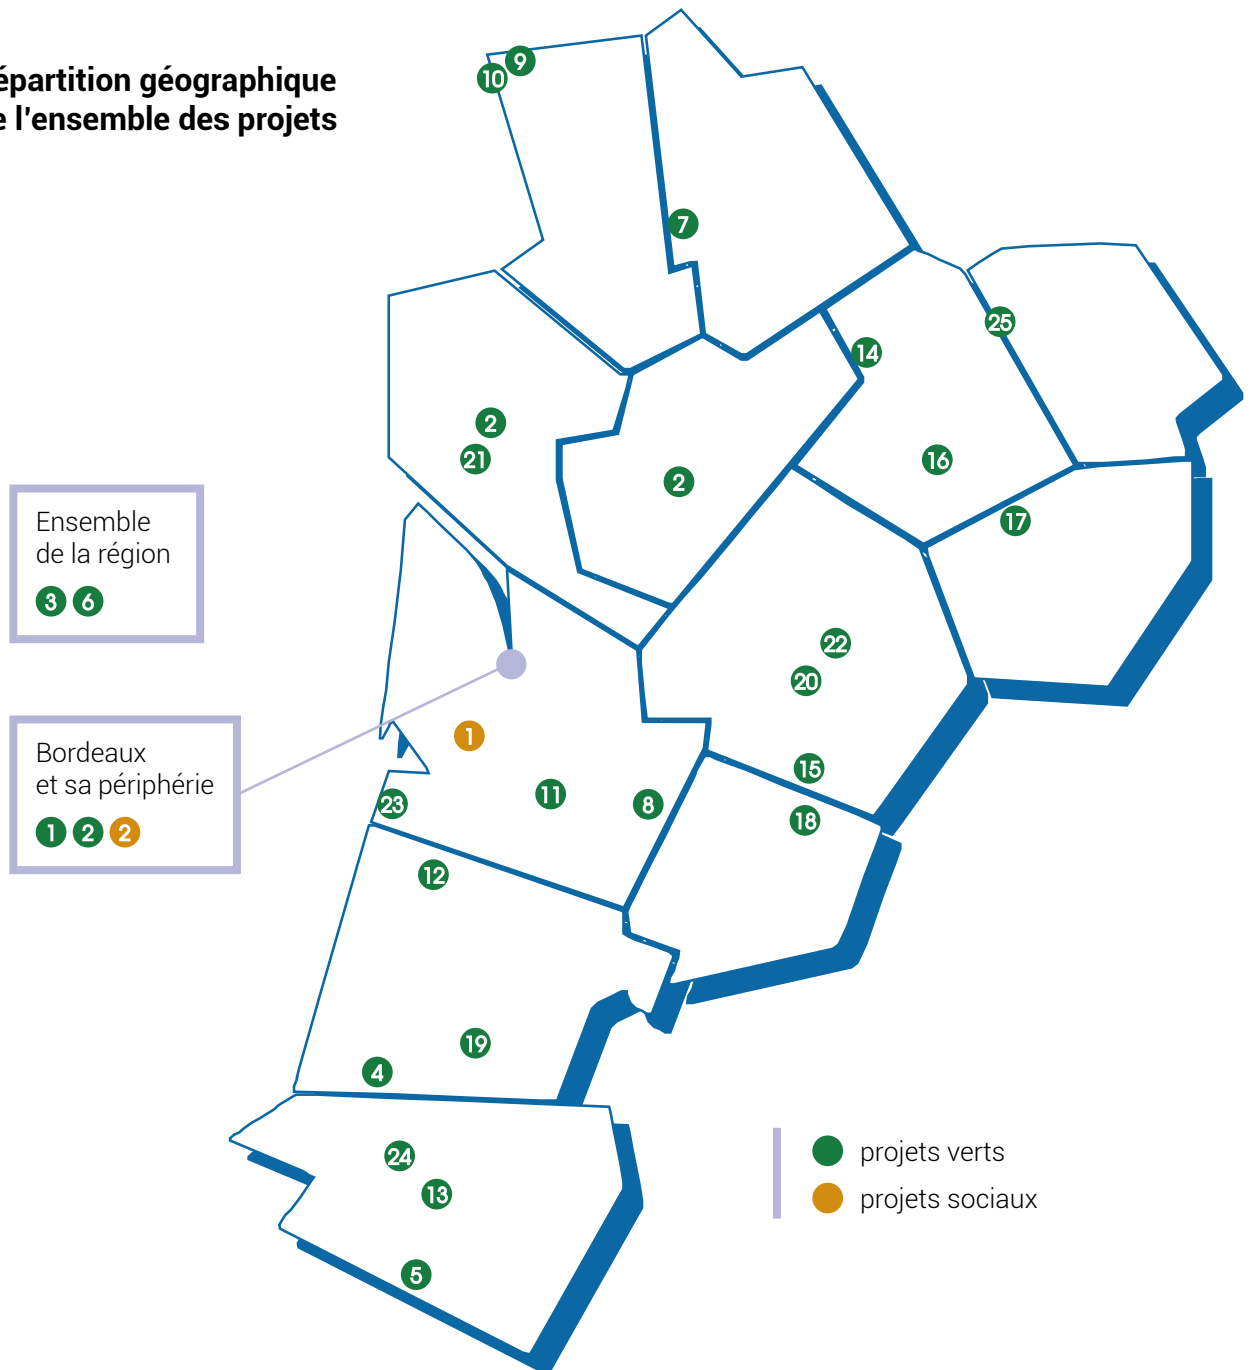 épartition géographique
e l'ensemble des projets
9
10
7
25
14
2
21
16
2
17
Ensemble
de la région
3 6
22
20
1
Bordeaux
et sa périphérie
1 2 2
15
11
8
23
18
12
19
4
24
13
5
projets verts
projets sociaux